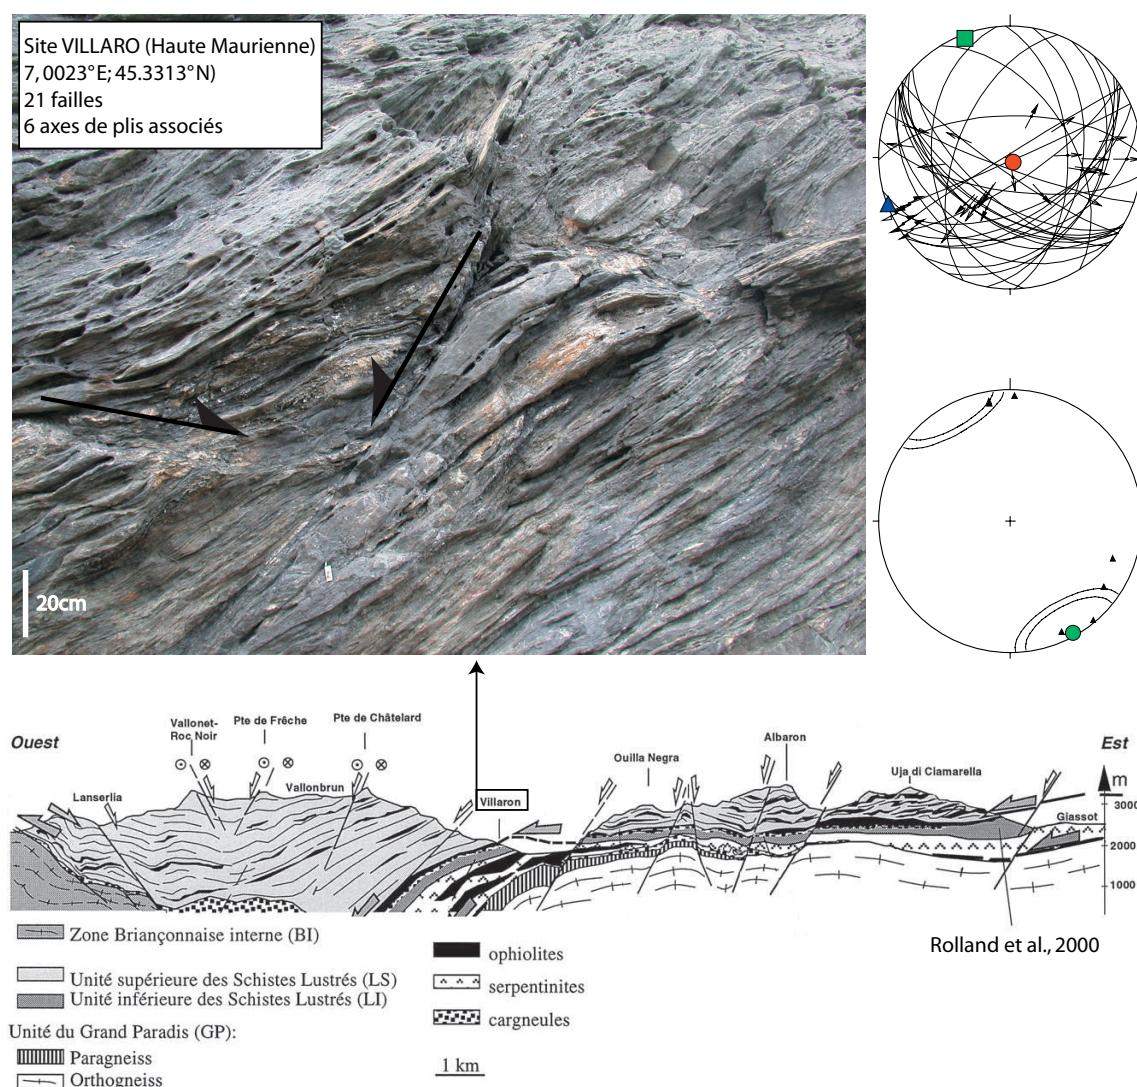 Site VILLARO (Haute Maurienne)
7, 0023°E; 45.3313°N)
21 failles
6 axes de plis associés
20cm
Ouest
Vallonet-
Roc Noir
Pte de Frêche
Pte de Châtelard
Ouilla Negra
Albaron
Uja di Ciamarella
Est
m
Lanserlia
Vallonbrun
Villaron
3000
Giassot
2000
1000
Zone Briançonnaise interne (BI)
Unité supérieure des Schistes Lustrés (LS)
Unité inférieure des Schistes Lustrés (LI)
Unité du Grand Paradis (GP):
Paragneiss
Orthogneiss
ophiolites
serpentinites
cargneules
1 km
Rolland et al., 2000